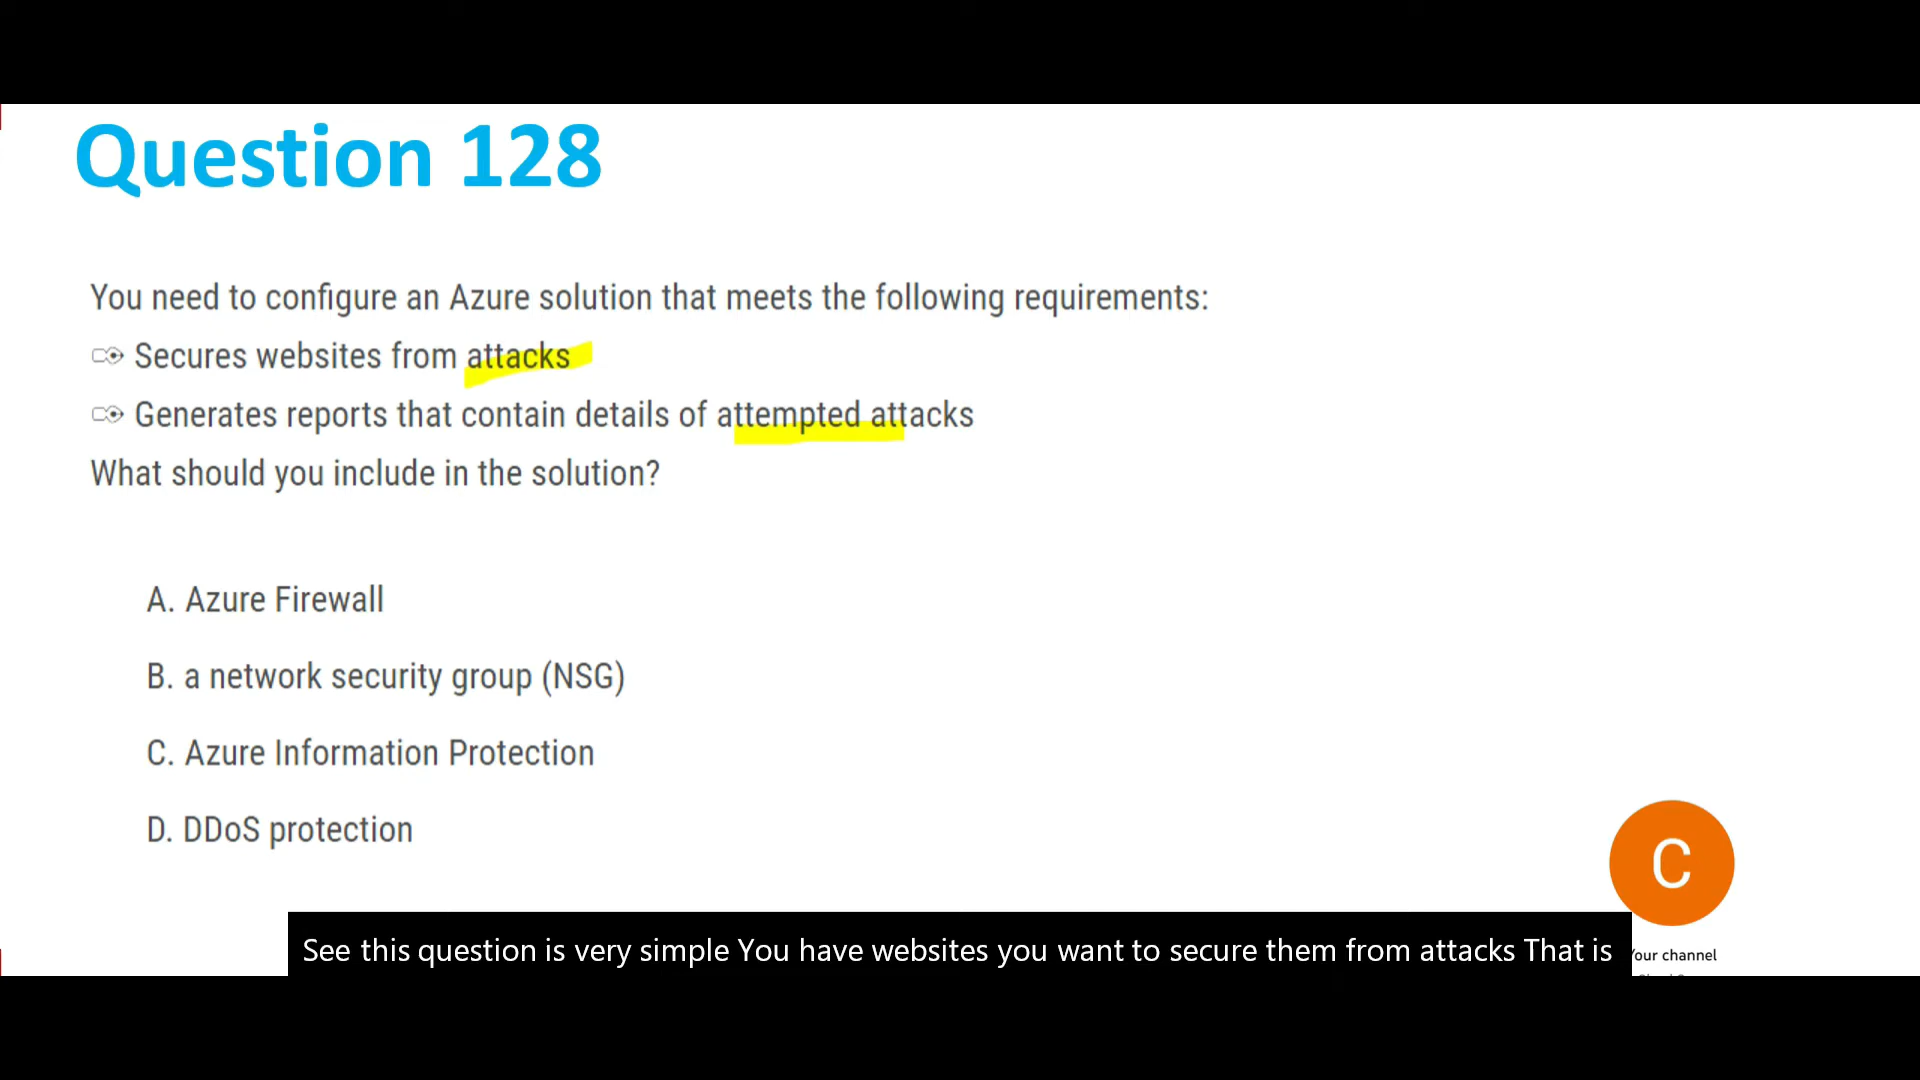 Question 128
You need to configure an Azure solution that meets the following requirements:
Secures websites from attacks
Generates reports that contain details of attempted attacks
What should you include in the solution?
A. Azure Firewall
B. a network security group (NSG)
C. Azure Information Protection
D. DDoS protection
C
See this question is very simple You have websites you want to secure them from attacks That is
Your channel